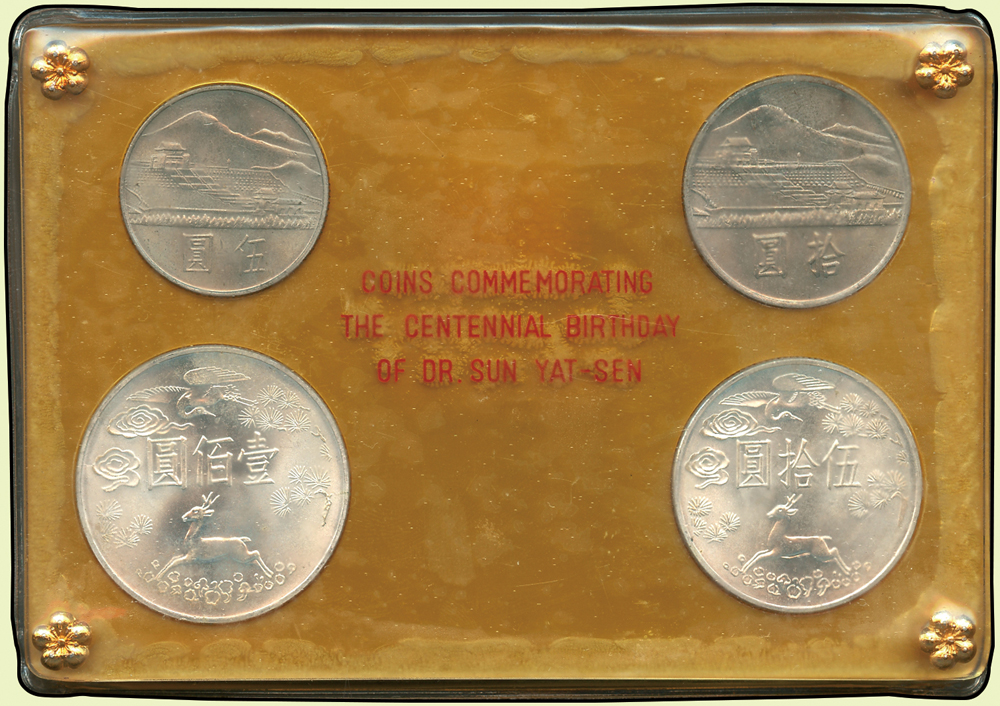 伍圓
拾圓
COINS COMMEMORATING
THE CENTENNIAL BIRTHDAY
OF DR. SUN YAT-SEN
壹佰圓
伍拾圓